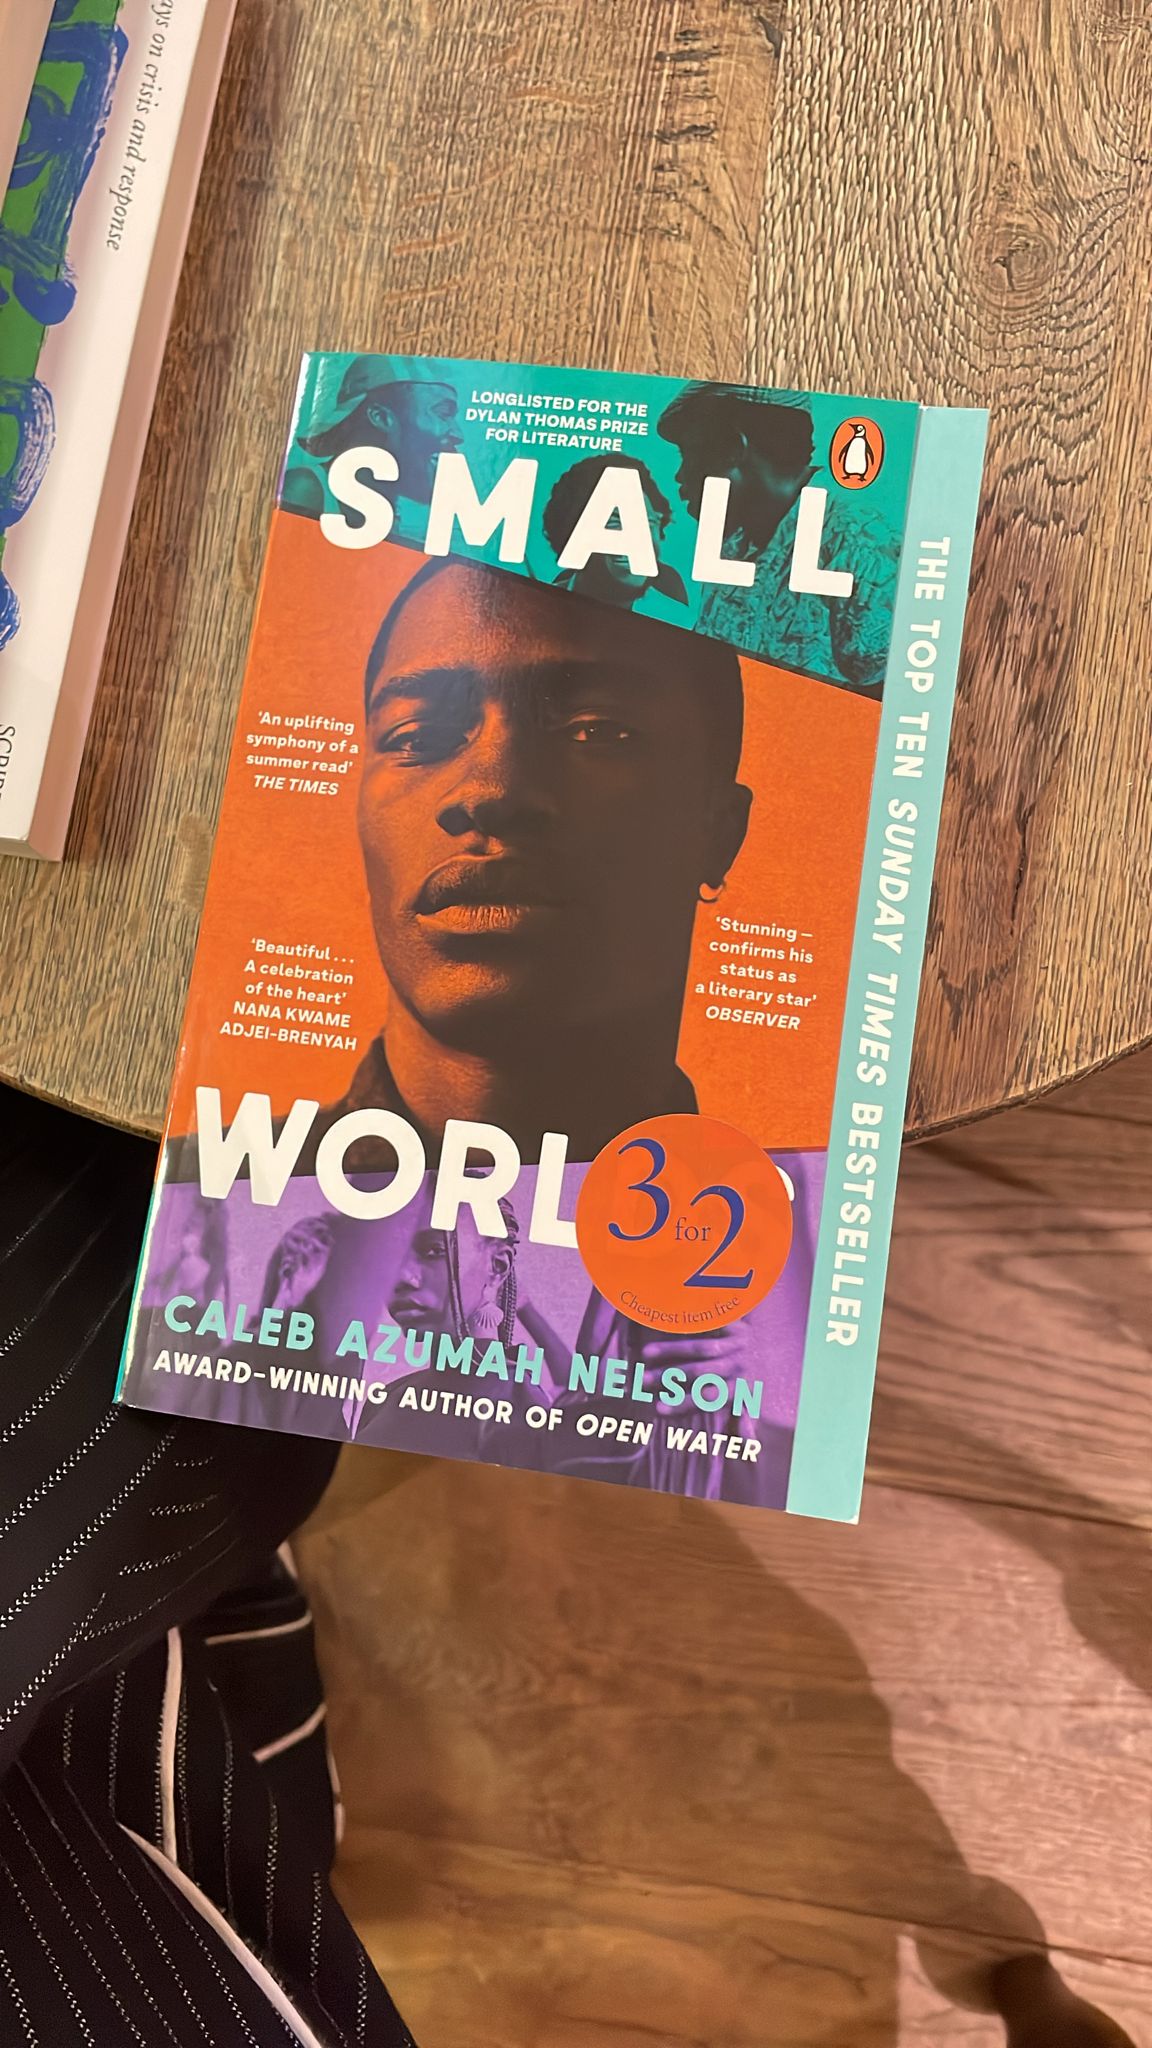 ays on crisis and response
LONGLISTED FOR THE
DYLAN THOMAS PRIZE
FOR LITERATURE
SMALL
'An uplifting
symphony of a
summer read'
THE TIMES
'Beautiful...
A celebration
of the heart'
NANA KWAME
ADJEI-BRENYAH
'Stunning –
confirms his
status as
a literary star'
OBSERVER
WORL
3 for 2
Cheapest item free
CALEB AZUMAH NELSON
AWARD-WINNING AUTHOR OF OPEN WATER
THE TOP TEN SUNDAY TIMES BESTSELLER